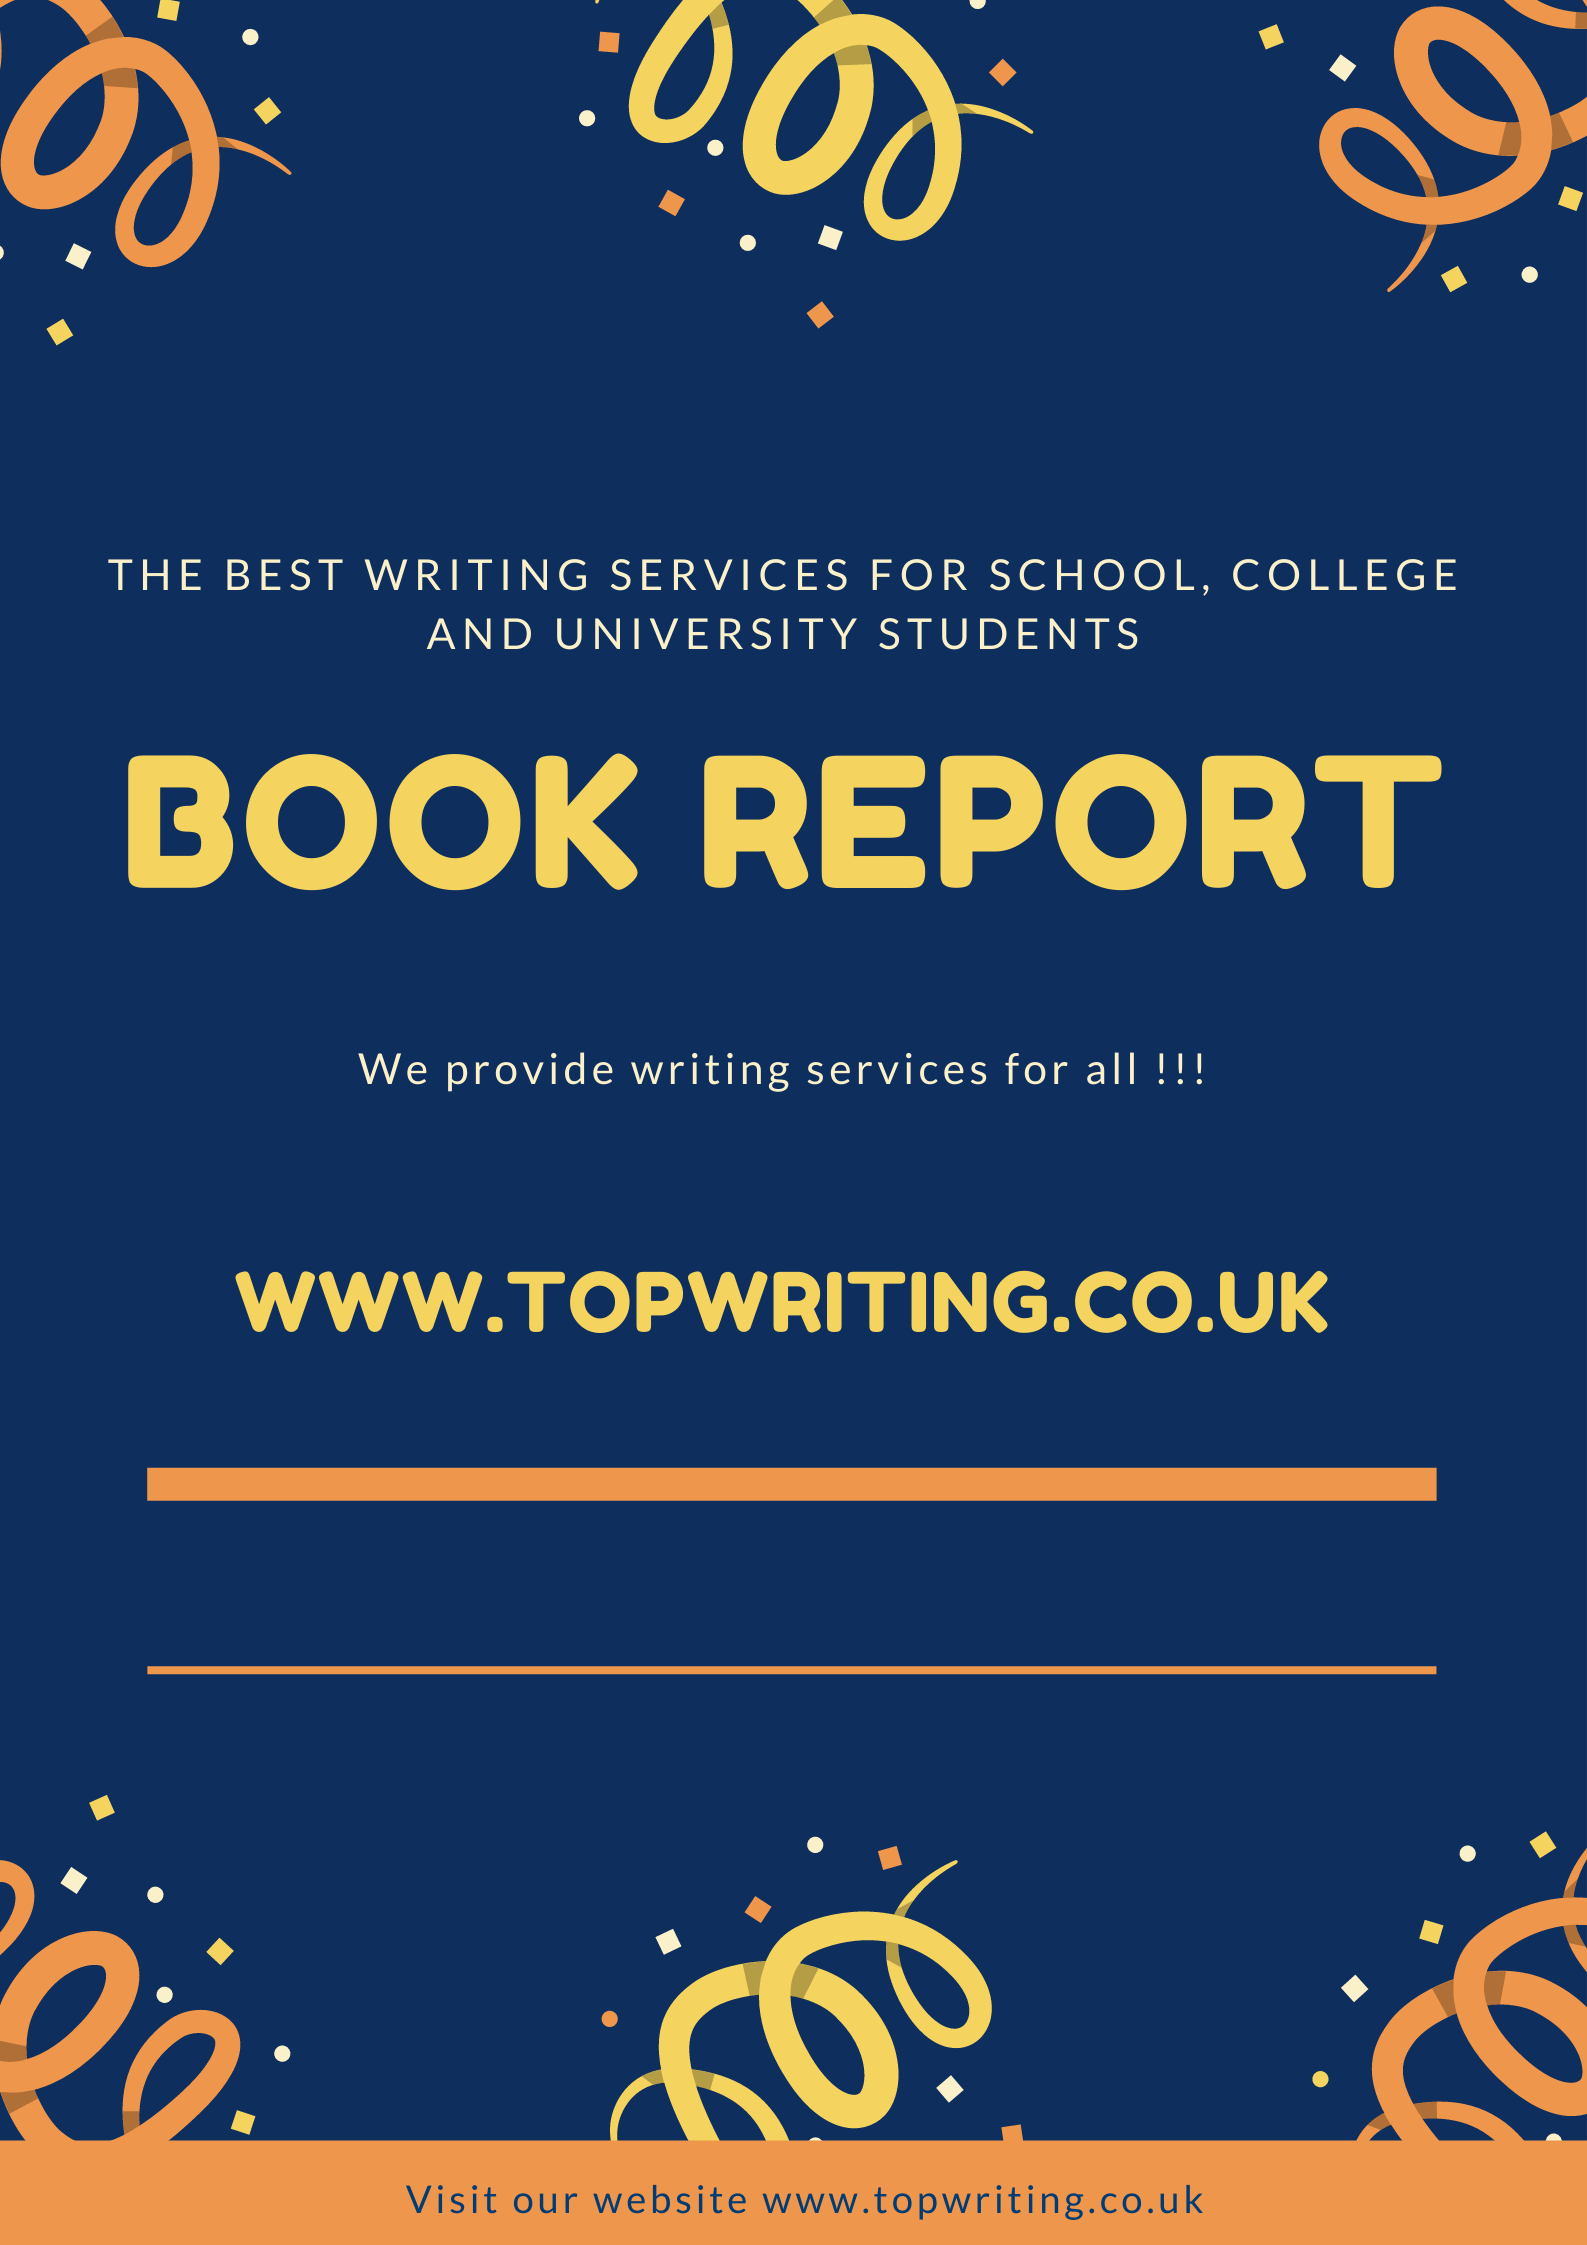 THE BEST WRITING SERVICES FOR SCHOOL, COLLEGE
AND UNIVERSITY STUDENTS
BOOK REPORT
We provide writing services for all !!!
WWW.TOPWRITING.CO.UK
Visit our website www.topwriting.co.uk